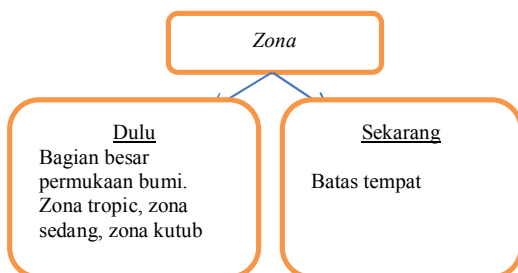 Zona
Dulu
Bagian besar
permukaan bumi.
Zona tropic, zona
sedang, zona kutub
Sekarang
Batas tempat